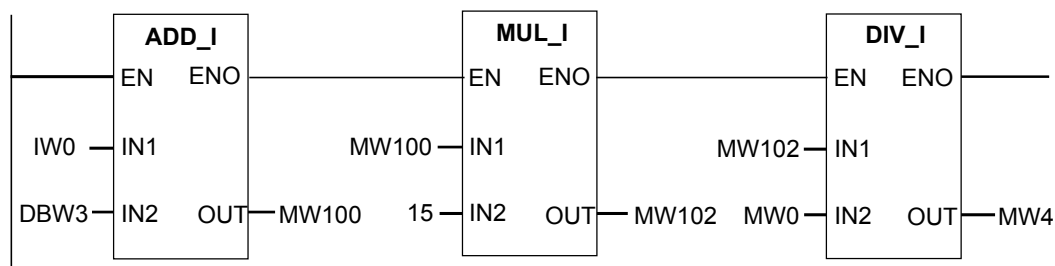 ADD_I MUL_I DIV_I
EN ENO EN ENO EN ENO
IW0 IN1 MW100 IN1 MW102 IN1
DBW3 IN2 OUT MW100 15 IN2 OUT MW102 MW0 IN2 OUT MW4